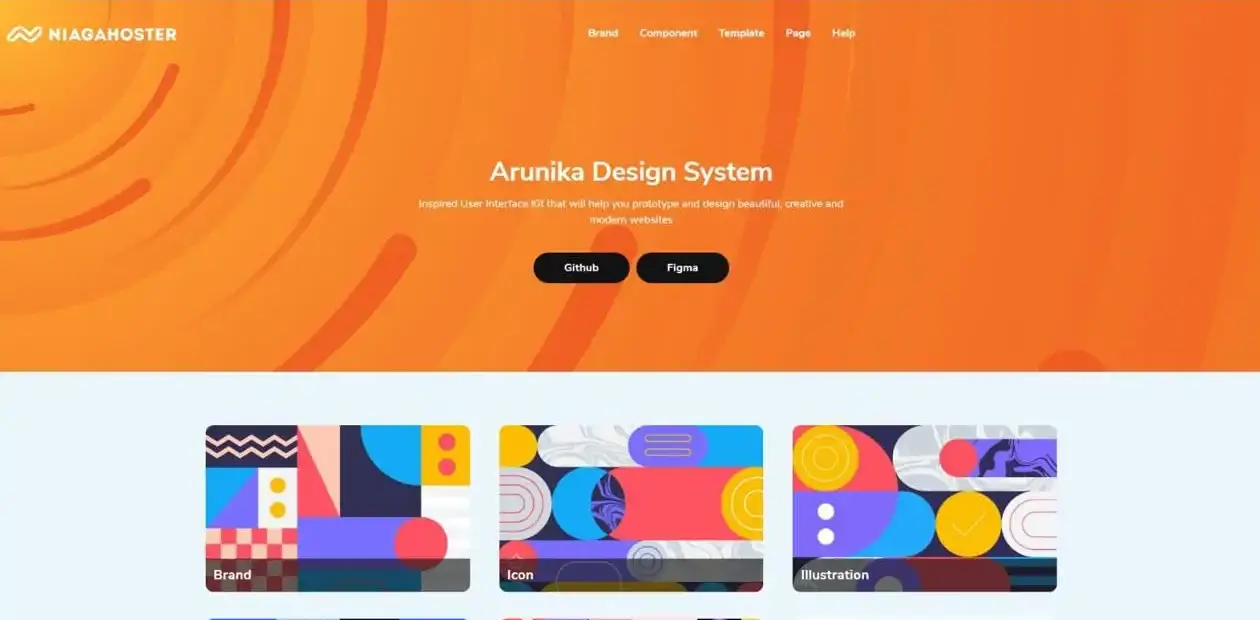 NIAGAHOSTER
Brand Component Template Page Help
Arunika Design System
Inspired User Interface Kit that will help you prototype and design beautiful, creative and
modern websites
Github Figma
Brand Icon Illustration